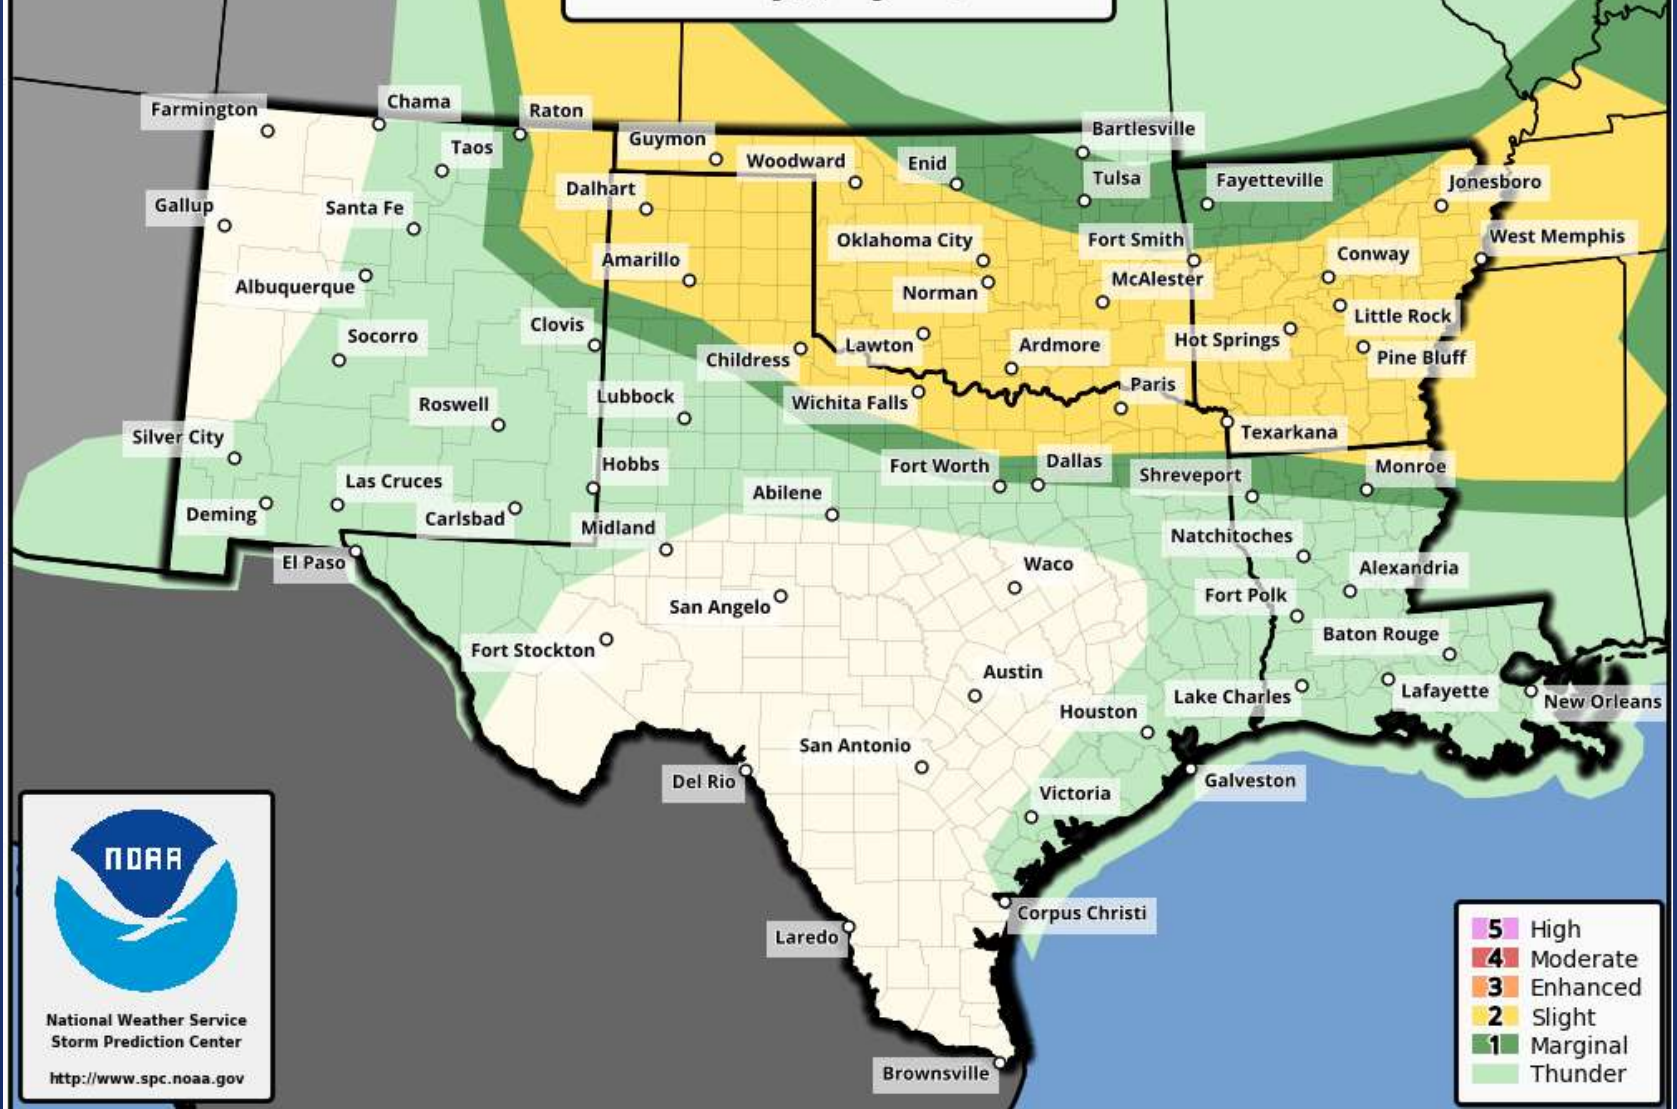 Farmington
Chama
Raton
Guymon
Bartlesville
Taos
Woodward
Enid
Tulsa
Fayetteville
Jonesboro
Dalhart
Gallup
Santa Fe
Oklahoma City
Fort Smith
West Memphis
Amarillo
Conway
McAlester
Albuquerque
Norman
Little Rock
Clovis
Socorro
Lawton
Ardmore
Hot Springs
Pine Bluff
Childress
Paris
Lubbock
Wichita Falls
Roswell
Texarkana
Silver City
Hobbs
Fort Worth
Dallas
Shreveport
Monroe
Las Cruces
Abilene
Deming
Carlsbad
Midland
Natchitoches
El Paso
Waco
Alexandria
San Angelo
Fort Polk
Baton Rouge
Fort Stockton
Austin
Lake Charles
Lafayette
New Orleans
Houston
San Antonio
Del Rio
Galveston
Victoria
Corpus Christi
Laredo
Brownsville
NOAA
National Weather Service
Storm Prediction Center
http://www.spc.noaa.gov
5 High
4 Moderate
3 Enhanced
2 Slight
1 Marginal
Thunder